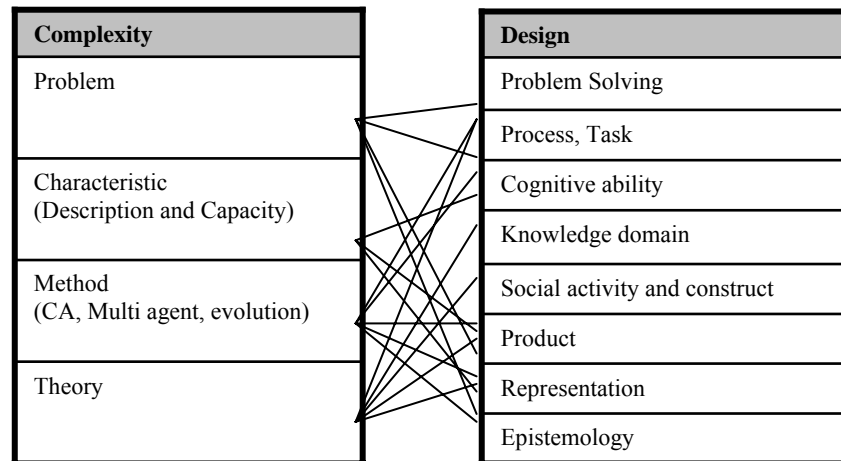 Complexity
Problem
Characteristic
(Description and Capacity)
Method
(CA, Multi agent, evolution)
Theory
Design
Problem Solving
Process, Task
Cognitive ability
Knowledge domain
Social activity and construct
Product
Representation
Epistemology